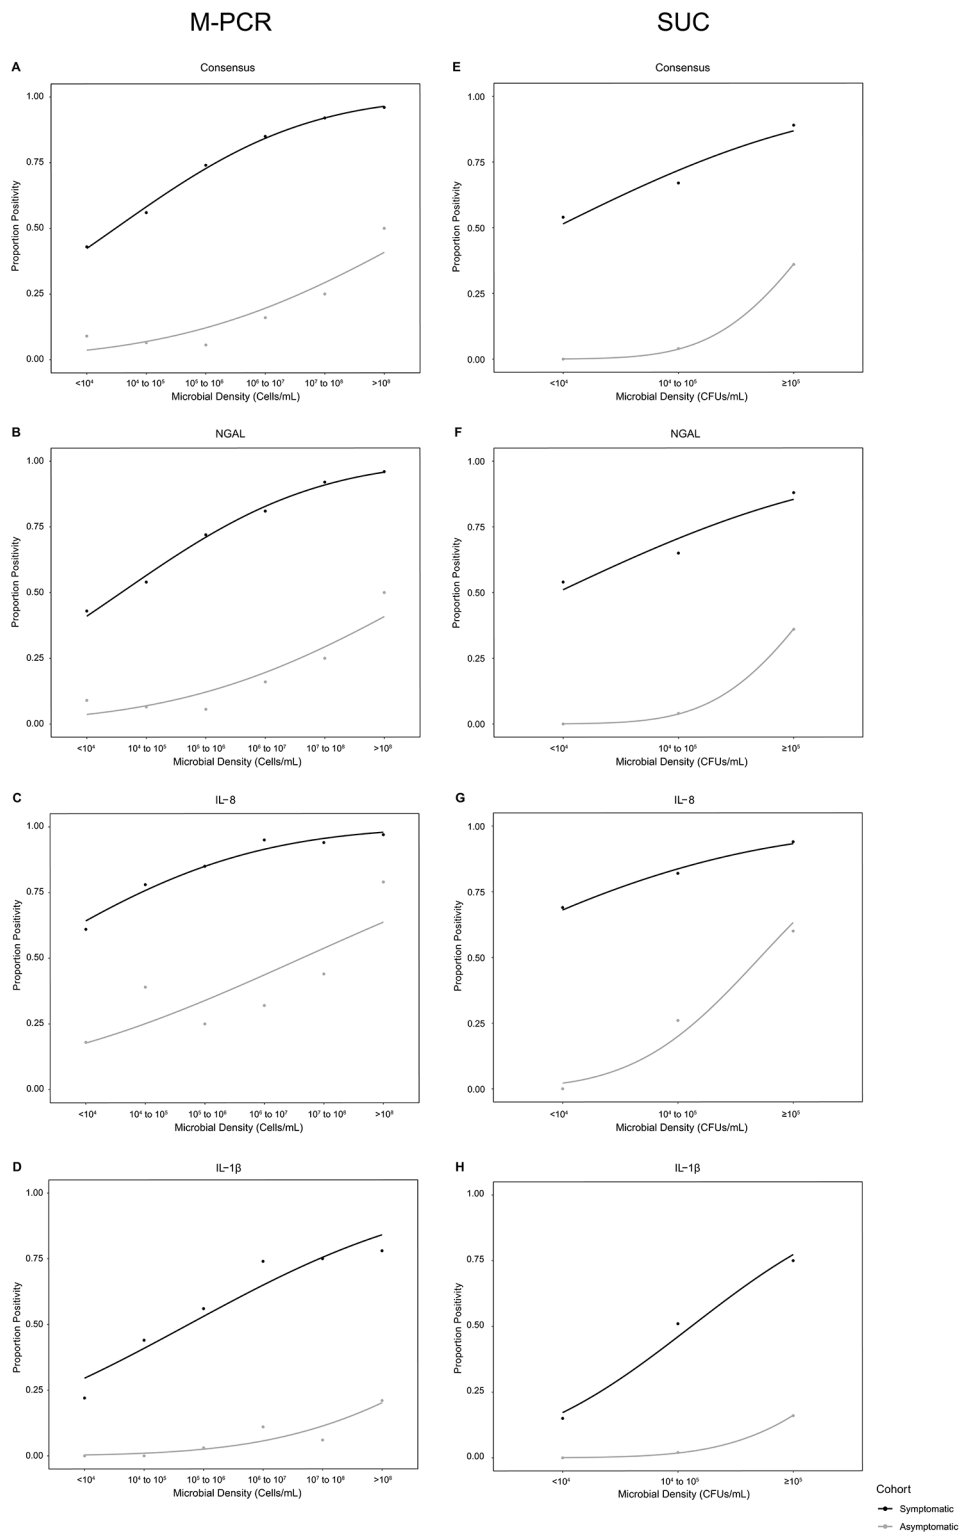 M-PCR SUC
A Consensus
1.00
0.75
0.50
0.25
0.00
Proportion Positivity
<10⁴ 10⁴ to 10⁵ 10⁵ to 10⁶ 10⁶ to 10⁷ 10⁷ to 10⁸ >10⁸
Microbial Density (Cells/mL)
E Consensus
1.00
0.75
0.50
0.25
0.00
Proportion Positivity
<10⁴ 10⁴ to 10⁵ ≥10⁵
Microbial Density (CFUs/mL)
B NGAL
1.00
0.75
0.50
0.25
0.00
Proportion Positivity
<10⁴ 10⁴ to 10⁵ 10⁵ to 10⁶ 10⁶ to 10⁷ 10⁷ to 10⁸ >10⁸
Microbial Density (Cells/mL)
F NGAL
1.00
0.75
0.50
0.25
0.00
Proportion Positivity
<10⁴ 10⁴ to 10⁵ ≥10⁵
Microbial Density (CFUs/mL)
C IL−8
1.00
0.75
0.50
0.25
0.00
Proportion Positivity
<10⁴ 10⁴ to 10⁵ 10⁵ to 10⁶ 10⁶ to 10⁷ 10⁷ to 10⁸ >10⁸
Microbial Density (Cells/mL)
G IL−8
1.00
0.75
0.50
0.25
0.00
Proportion Positivity
<10⁴ 10⁴ to 10⁵ ≥10⁵
Microbial Density (CFUs/mL)
D IL−1β
1.00
0.75
0.50
0.25
0.00
Proportion Positivity
<10⁴ 10⁴ to 10⁵ 10⁵ to 10⁶ 10⁶ to 10⁷ 10⁷ to 10⁸ >10⁸
Microbial Density (Cells/mL)
H IL−1β
1.00
0.75
0.50
0.25
0.00
Proportion Positivity
<10⁴ 10⁴ to 10⁵ ≥10⁵
Microbial Density (CFUs/mL)
Cohort
Symptomatic
Asymptomatic